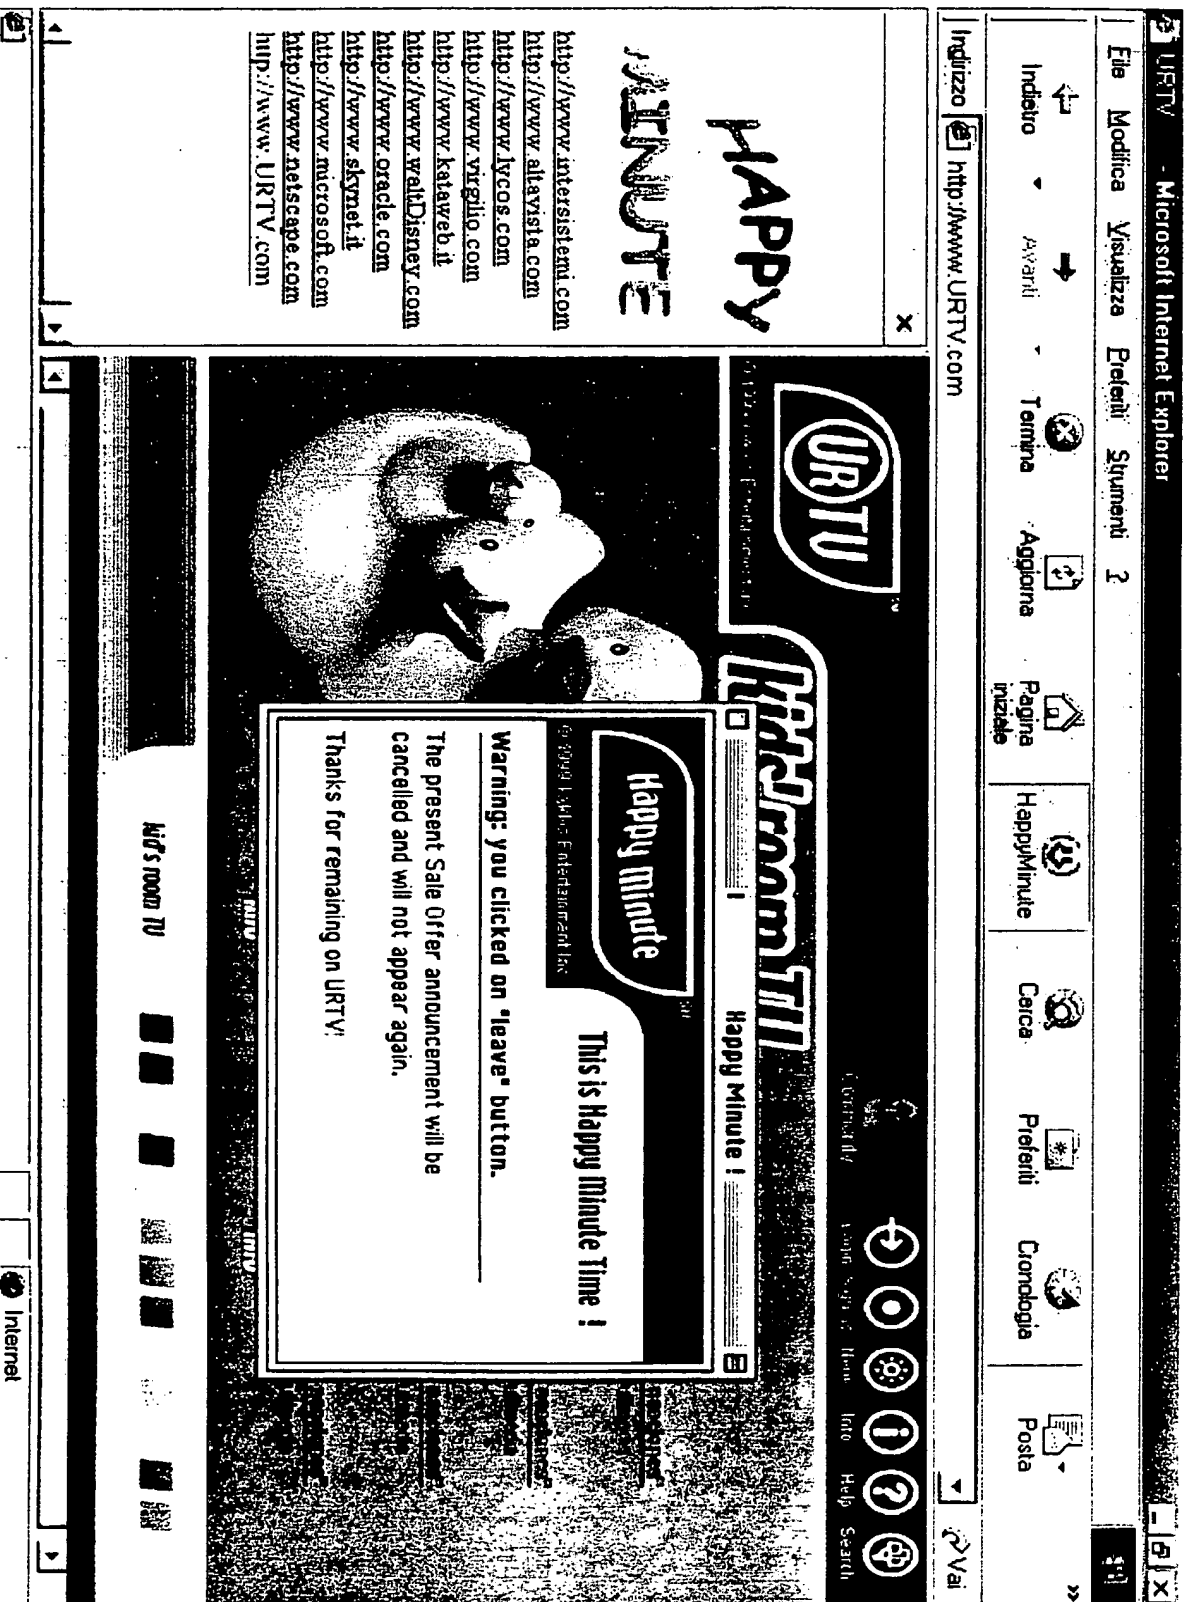 URTV - Microsoft Internet Explorer
File Modifica Visualizza Preferiti Strumenti ?
Indietro Avanti Termina Aggiorna Pagina iniziale HappyMinute Cerca Preferiti Cronologia Posta »
Indirizzo http://www.URTV.com Vai
HAPPY
MINUTE
http://www.intersistemi.com
http://www.altavista.com
http://www.lycos.com
http://www.virgilio.com
http://www.kataweb.it
http://www.waltDisney.com
http://www.oracle.com
http://www.skynet.it
http://www.microsoft.com
http://www.netscape.com
http://www.URTV.com
URTV
Community
Info Help Search
Kids' room TV
Happy Minute !
Happy Minute
This is Happy Minute Time !
Warning: you clicked on "leave" button.
The present Sale Offer announcement will be
cancelled and will not appear again.
Thanks for remaining on URTV!
kid's room TV
Internet